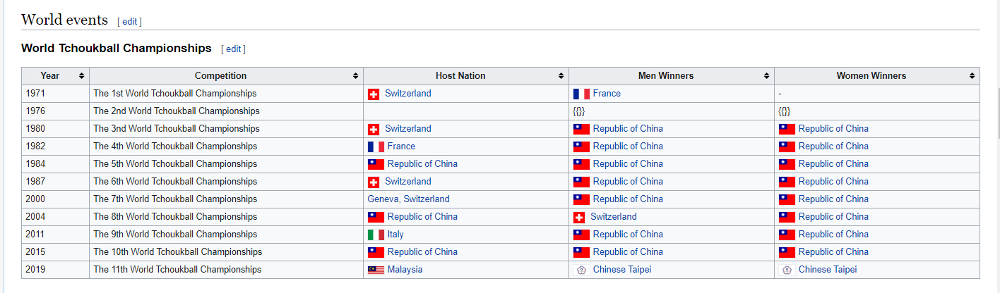 World events [ edit ]
World Tchoukball Championships [ edit ]
Year Competition Host Nation Men Winners Women Winners
1971 The 1st World Tchoukball Championships Switzerland France -
1976 The 2nd World Tchoukball Championships {{}} {{}}
1980 The 3nd World Tchoukball Championships Switzerland Republic of China Republic of China
1982 The 4th World Tchoukball Championships France Republic of China Republic of China
1984 The 5th World Tchoukball Championships Republic of China Republic of China Republic of China
1987 The 6th World Tchoukball Championships Switzerland Republic of China Republic of China
2000 The 7th World Tchoukball Championships Geneva, Switzerland Republic of China Republic of China
2004 The 8th World Tchoukball Championships Republic of China Switzerland Republic of China
2011 The 9th World Tchoukball Championships Italy Republic of China Republic of China
2015 The 10th World Tchoukball Championships Republic of China Republic of China Republic of China
2019 The 11th World Tchoukball Championships Malaysia Chinese Taipei Chinese Taipei